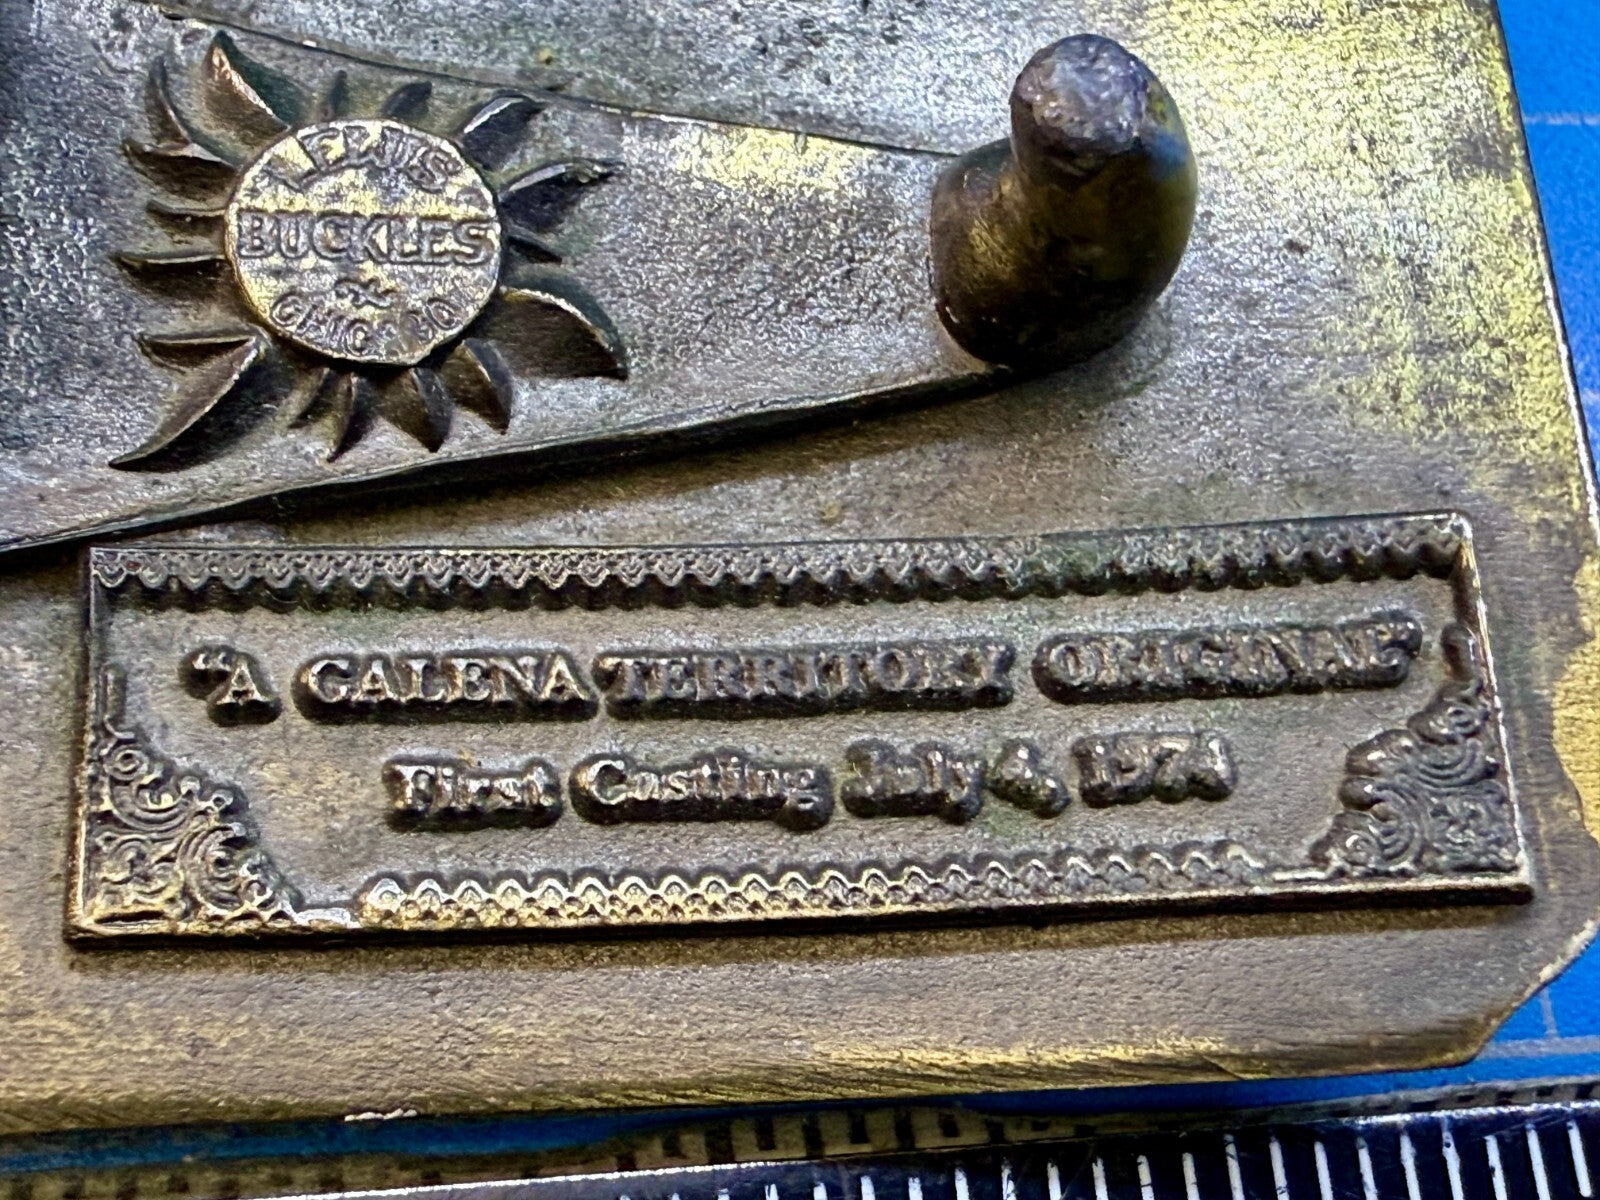 LEWIS
BUCKLES
CHICAGO
"A GALENA TERRITORY ORIGINAL"
First Casting July 4, 1974